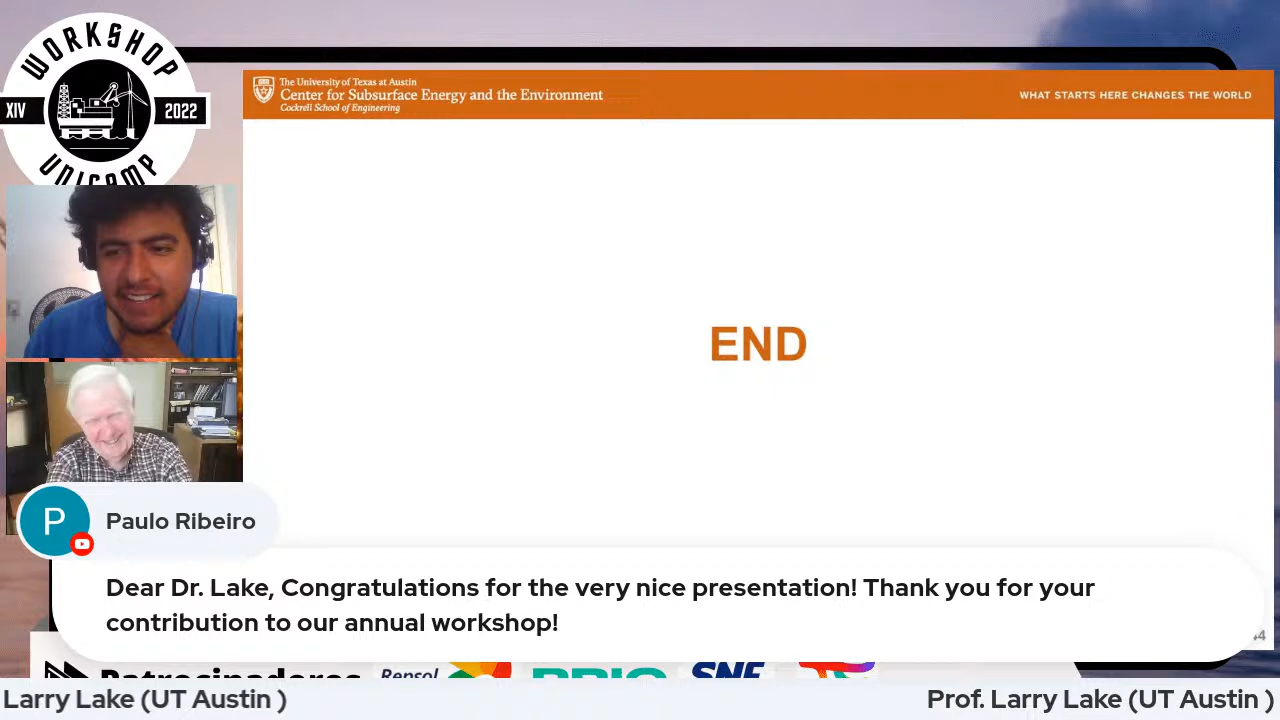 WORKSHOP
XIV
2022
UNICAMP
The University of Texas at Austin
Center for Subsurface Energy and the Environment
Cockrell School of Engineering
WHAT STARTS HERE CHANGES THE WORLD
END
P
Paulo Ribeiro
Dear Dr. Lake, Congratulations for the very nice presentation! Thank you for your
contribution to our annual workshop!
44
Patrocinadores
Repsol
PRIO
Larry Lake (UT Austin )
Prof. Larry Lake (UT Austin )